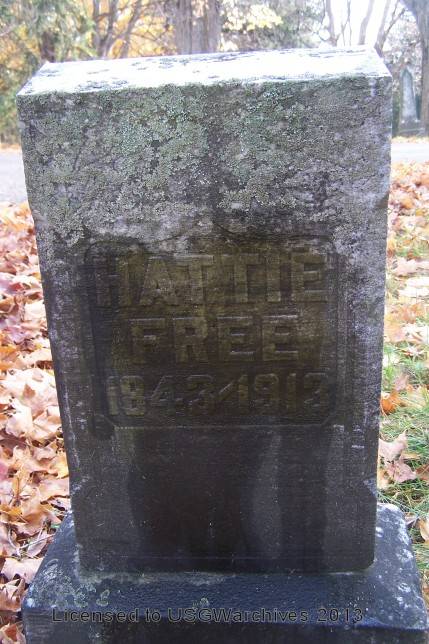 HATTIE
FREE
1843/1913
Licensed to USGWarchives 2013